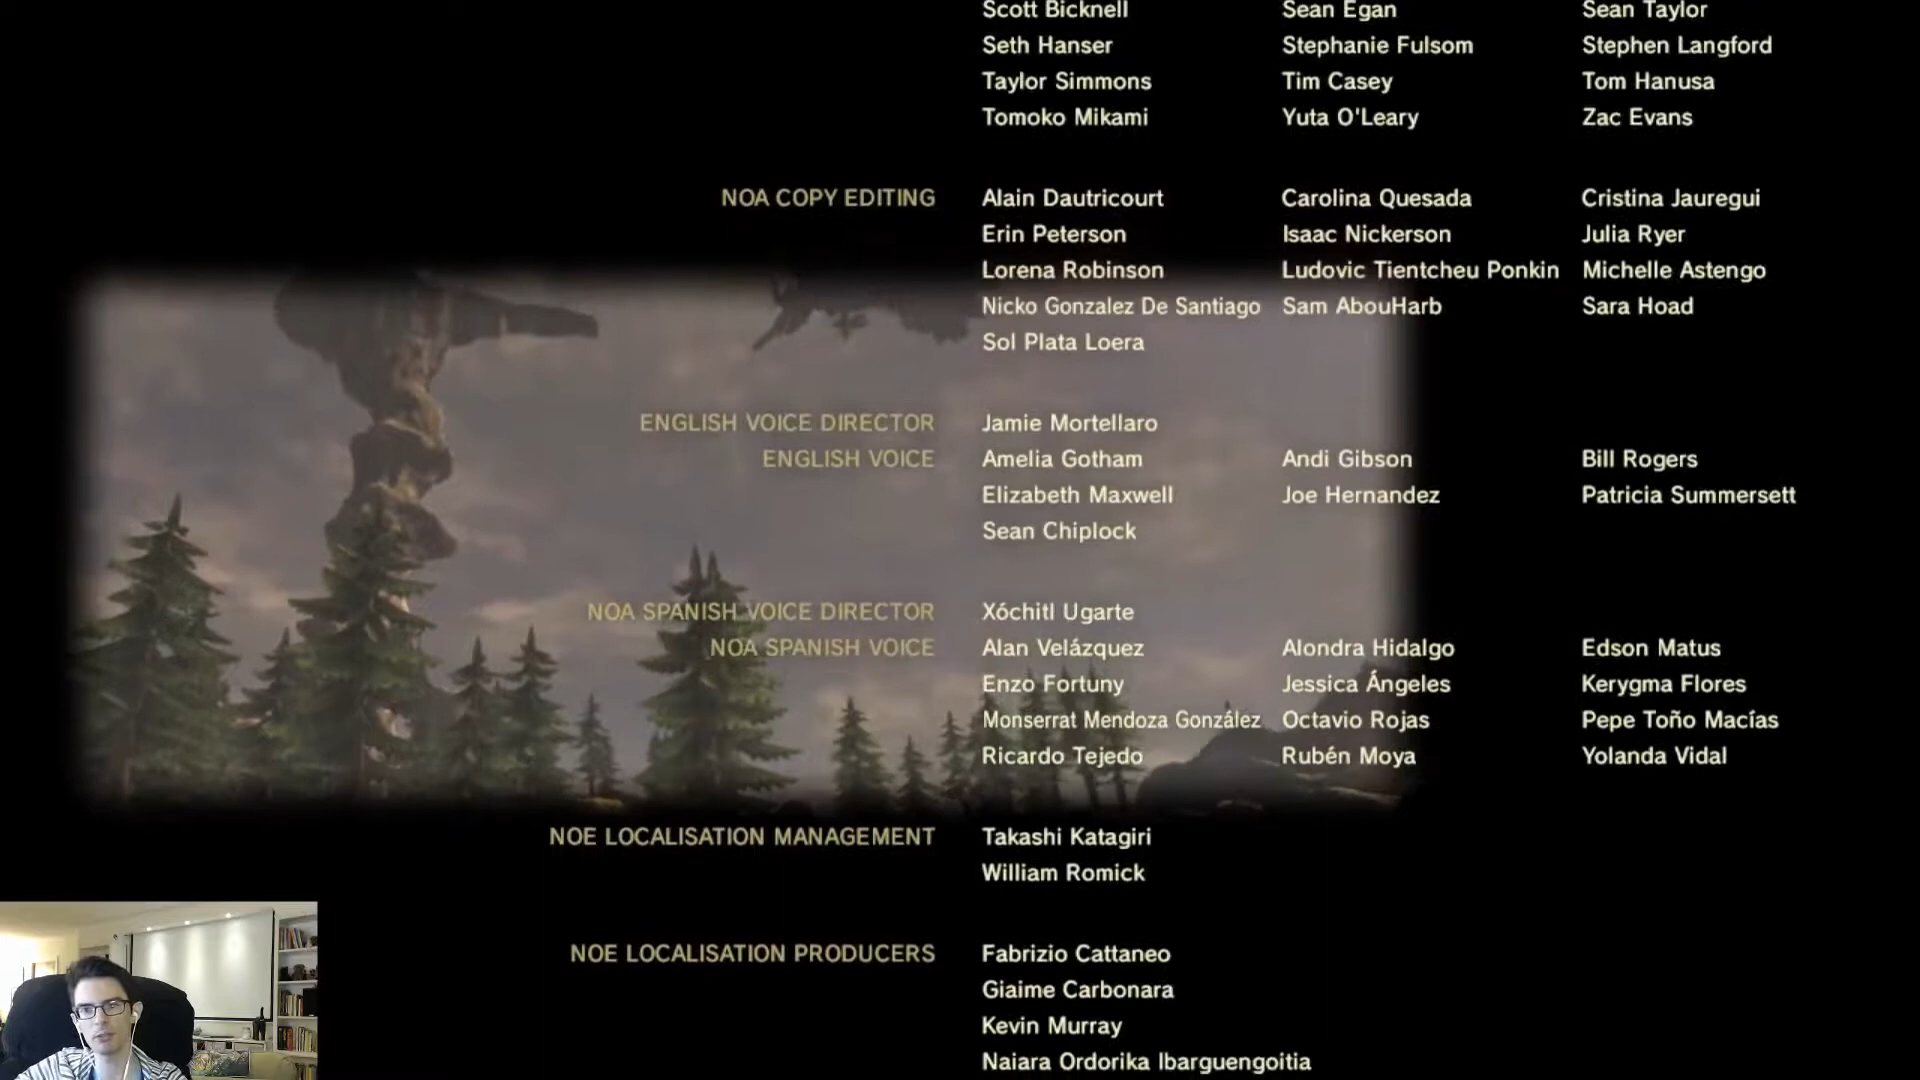 Scott Bicknell Sean Egan Sean Taylor
Seth Hanser Stephanie Fulsom Stephen Langford
Taylor Simmons Tim Casey Tom Hanusa
Tomoko Mikami Yuta O'Leary Zac Evans
NOA COPY EDITING Alain Dautricourt Carolina Quesada Cristina Jauregui
Erin Peterson Isaac Nickerson Julia Ryer
Lorena Robinson Ludovic Tientcheu Ponkin Michelle Astengo
Nicko Gonzalez De Santiago Sam AbouHarb Sara Hoad
Sol Plata Loera
ENGLISH VOICE DIRECTOR Jamie Mortellaro
ENGLISH VOICE Amelia Gotham Andi Gibson Bill Rogers
Elizabeth Maxwell Joe Hernandez Patricia Summersett
Sean Chiplock
NOA SPANISH VOICE DIRECTOR Xóchitl Ugarte
NOA SPANISH VOICE Alan Velázquez Alondra Hidalgo Edson Matus
Enzo Fortuny Jessica Ángeles Kerygma Flores
Monserrat Mendoza González Octavio Rojas Pepe Toño Macías
Ricardo Tejedo Rubén Moya Yolanda Vidal
NOE LOCALISATION MANAGEMENT Takashi Katagiri
William Romick
NOE LOCALISATION PRODUCERS Fabrizio Cattaneo
Giaime Carbonara
Kevin Murray
Naiara Ordorika Ibarguengoitia